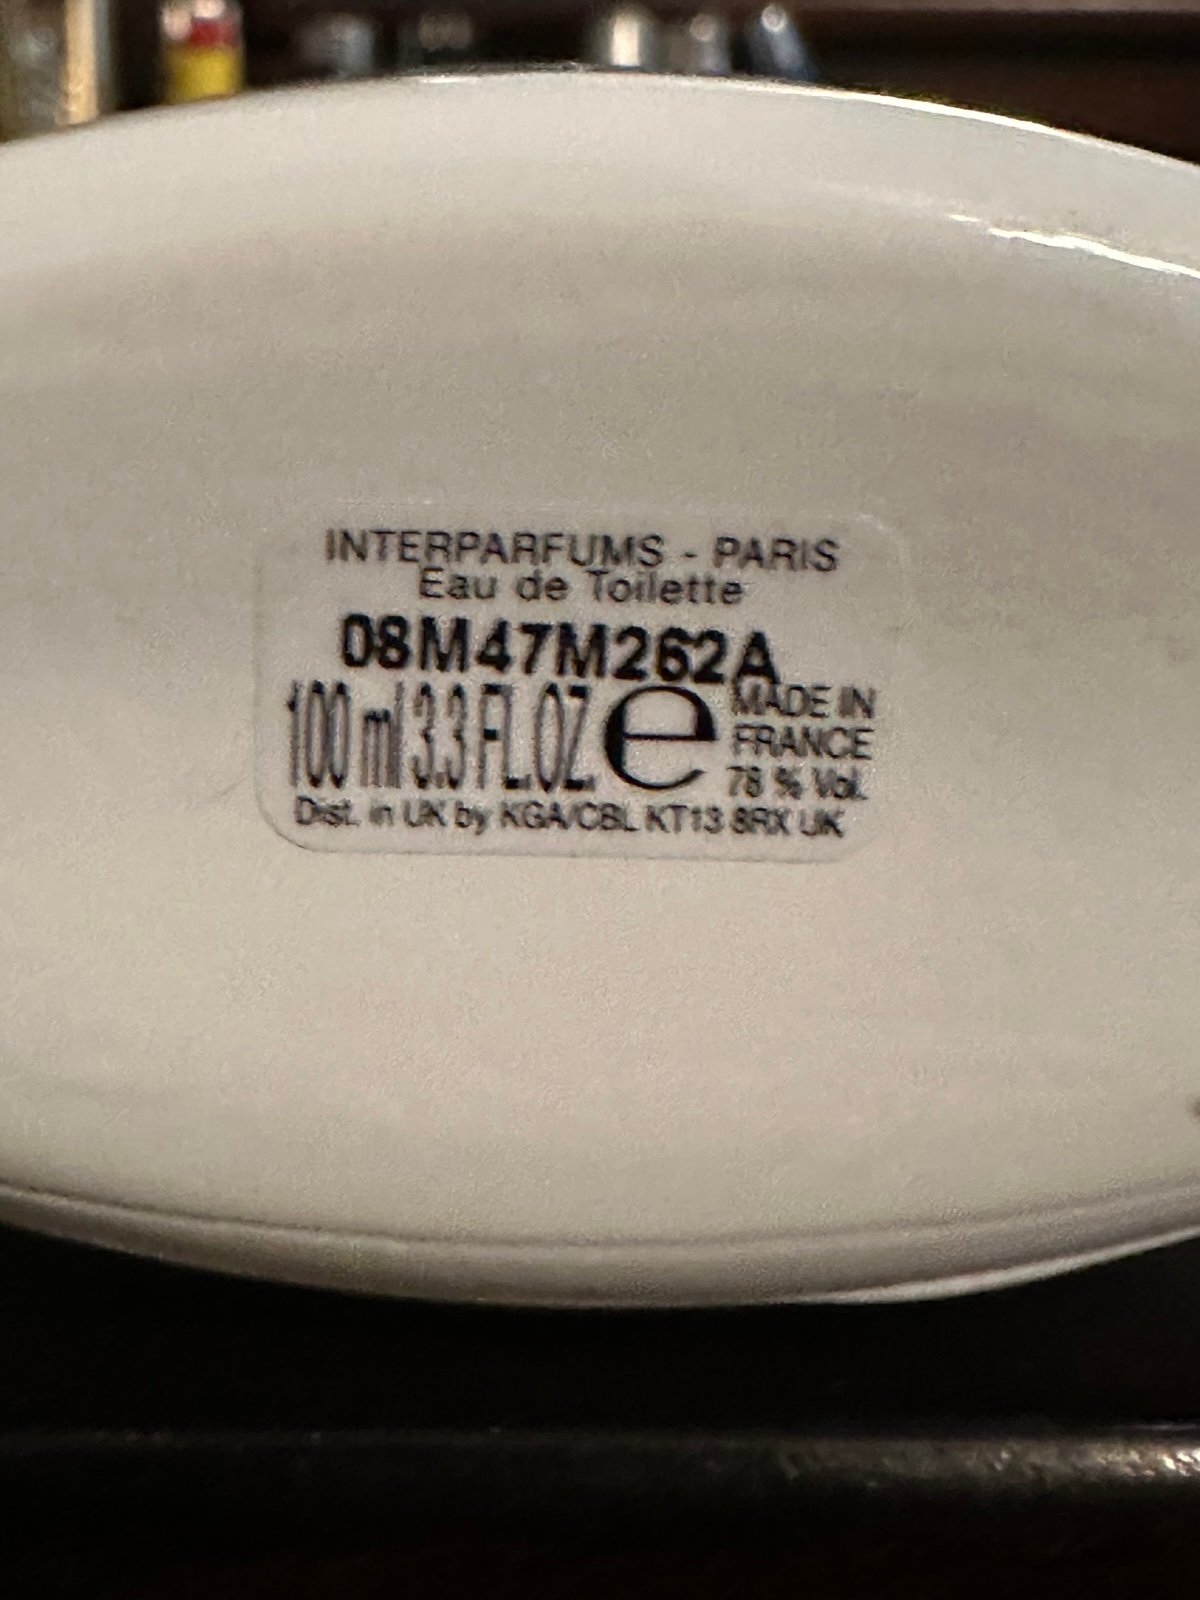 INTERPARFUMS - PARIS
Eau de Toilette
08M47M262A
100 ml 3.3 FL.OZ. e MADE IN
FRANCE
78 % Vol.
Dist. in UK by KGA/CBL KT13 8RX UK